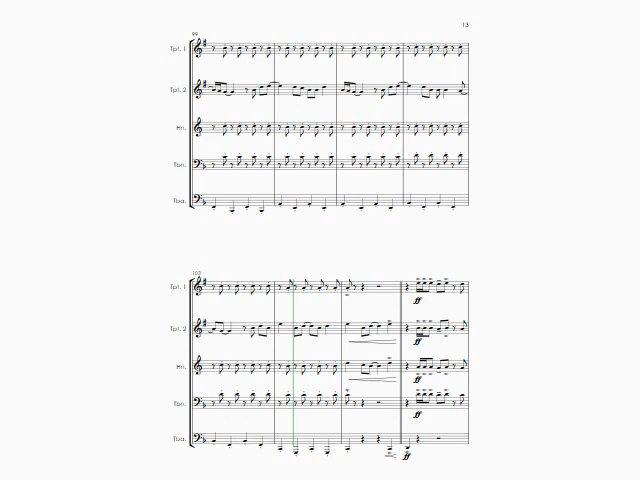 13
99
Tpt. 1
Tpt. 2
Hn.
Tbn.
Tba.
103
Tpt. 1
ff
Tpt. 2
ff
Hn.
ff
Tbn.
ff
Tba.
ff